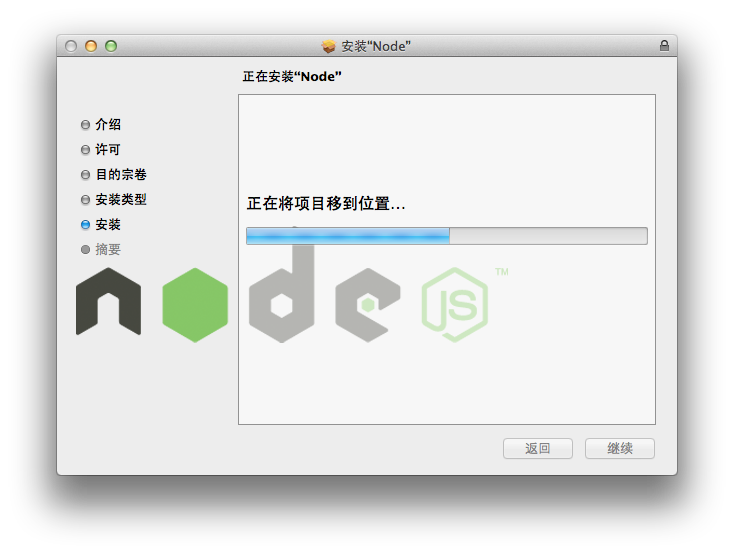 安装“Node”
正在安装“Node”
介绍
许可
目的宗卷
安装类型
安装
摘要
正在将项目移到位置...
node
JS
TM
返回
继续